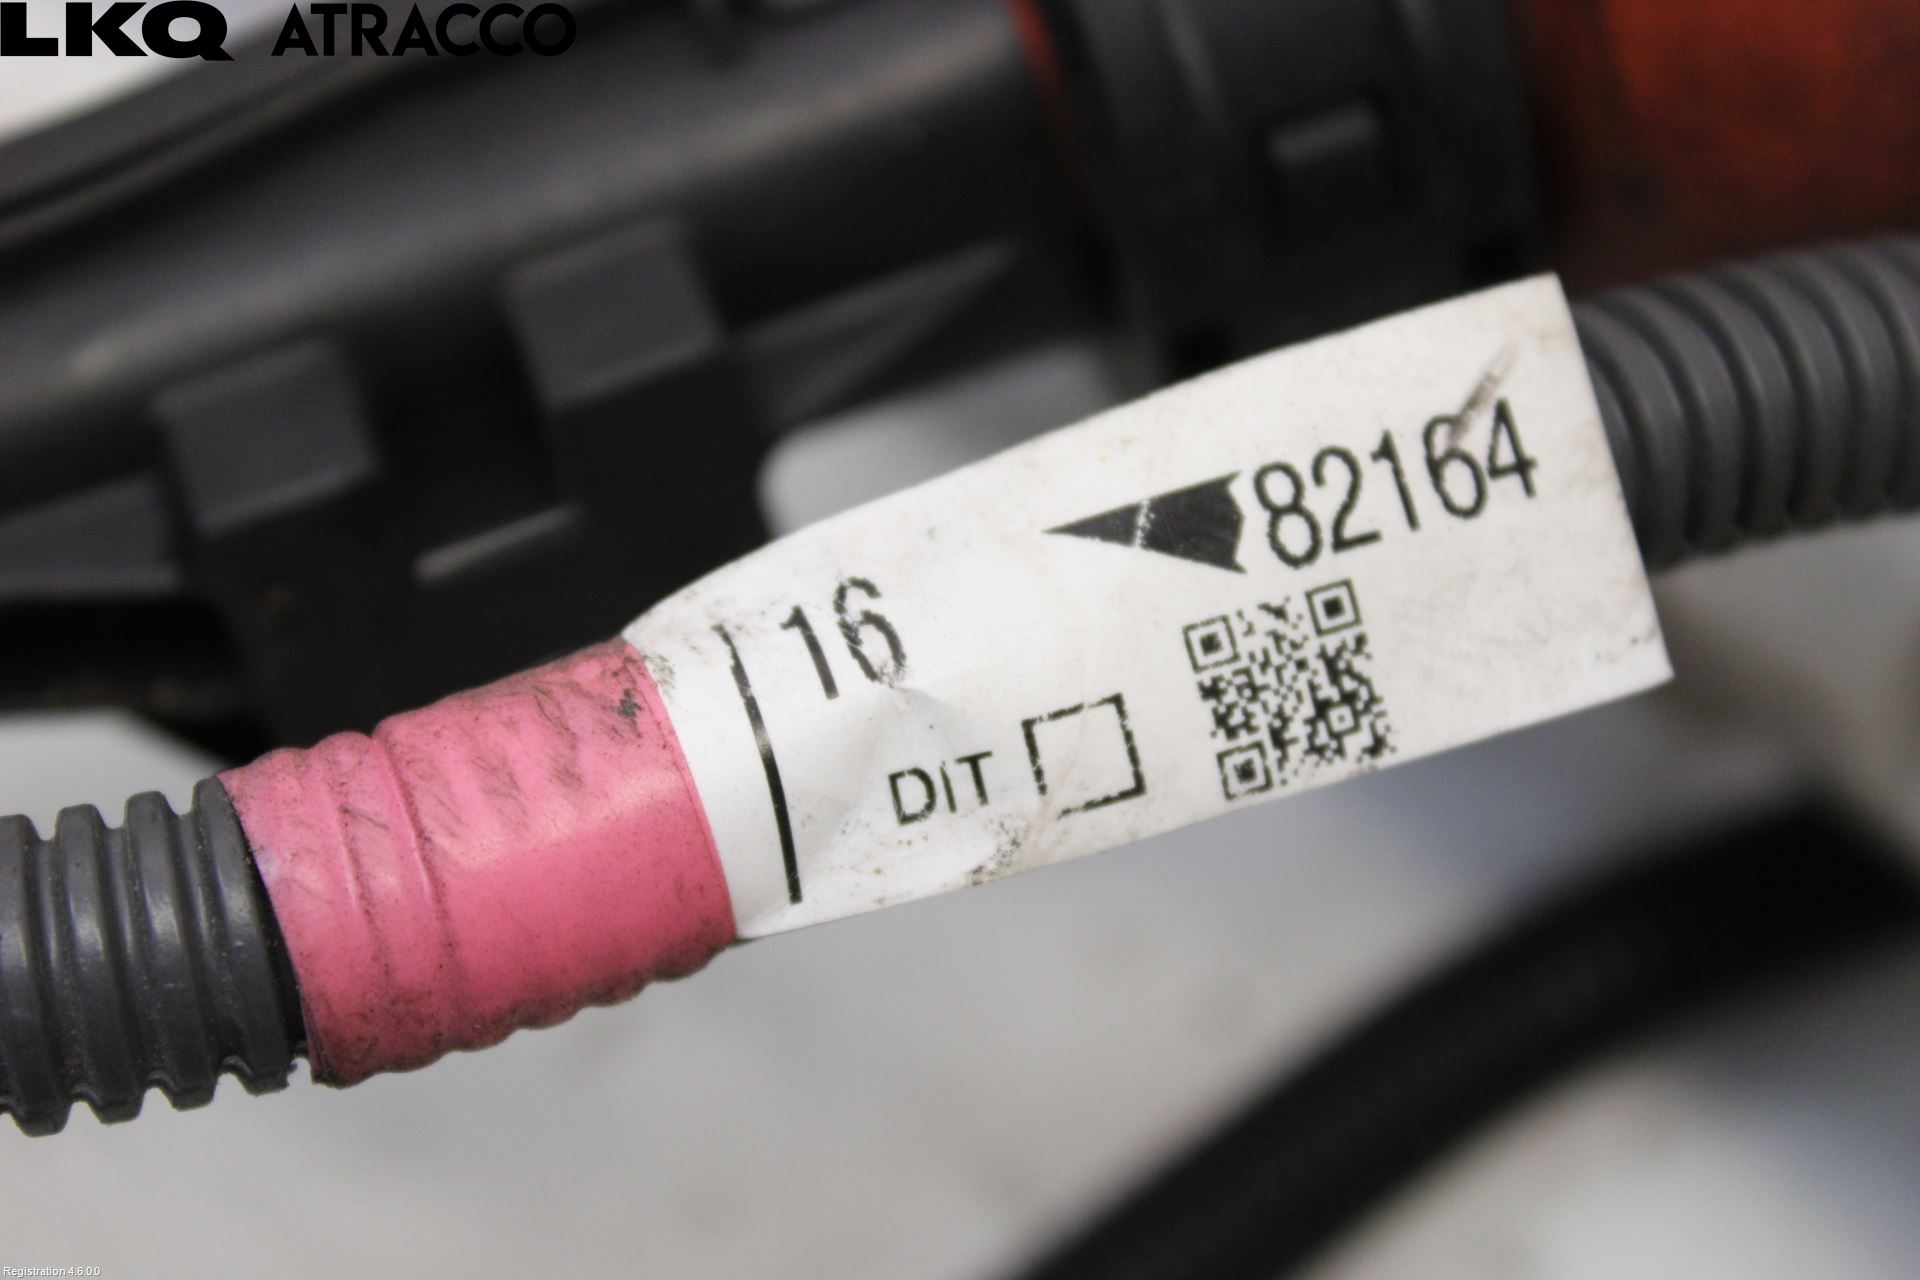 LKQ ATRACCO
82164
16
DIT
Registration 4.6.0.0